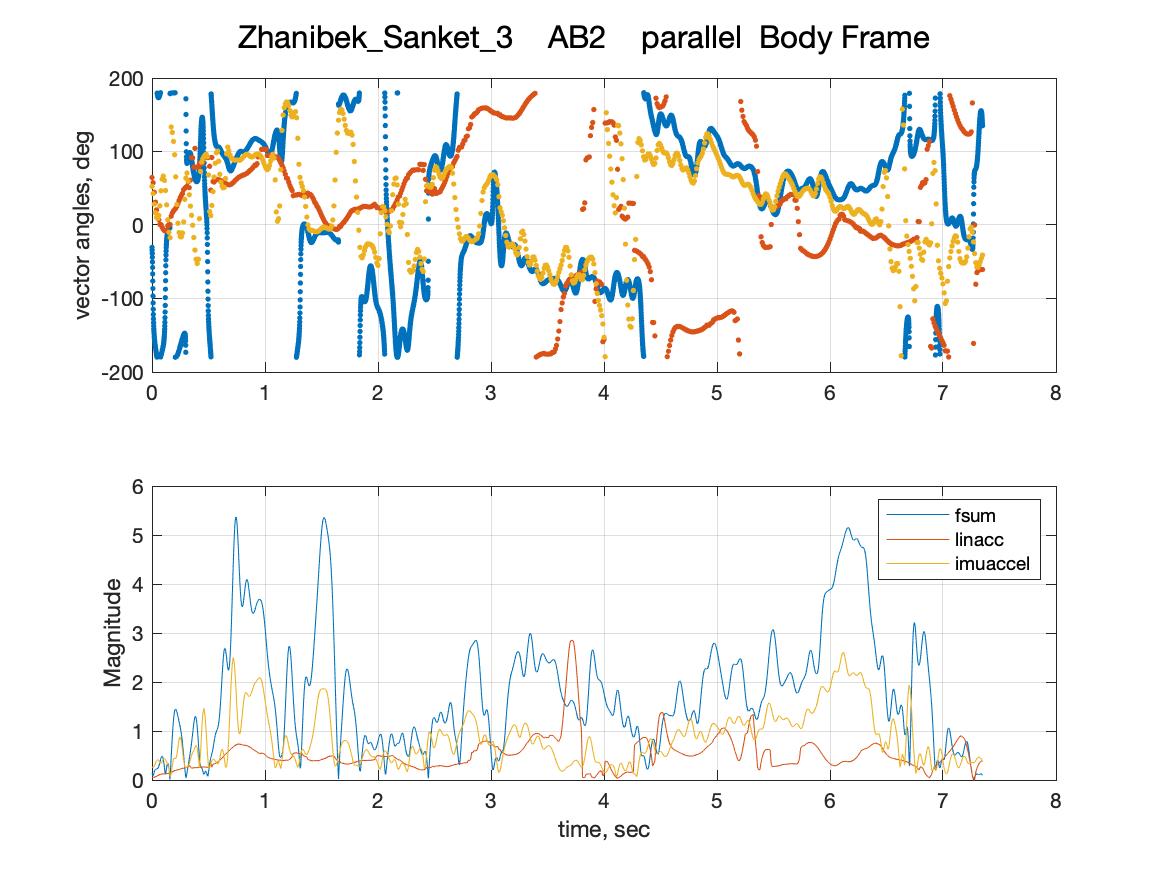 Zhanibek_Sanket_3 AB2 parallel Body Frame
200
100
0
-100
-200
vector angles, deg
0 1 2 3 4 5 6 7 8
6
5
4
3
2
1
0
Magnitude
fsum
linacc
imuaccel
0 1 2 3 4 5 6 7 8
time, sec